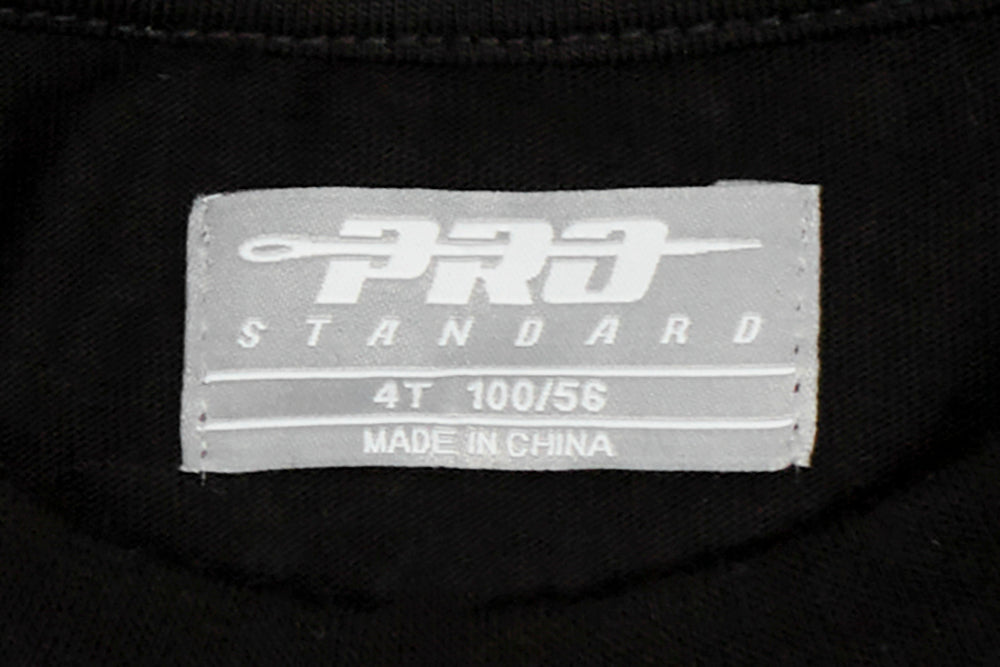 PRO
STANDARD
4T 100/56
MADE IN CHINA